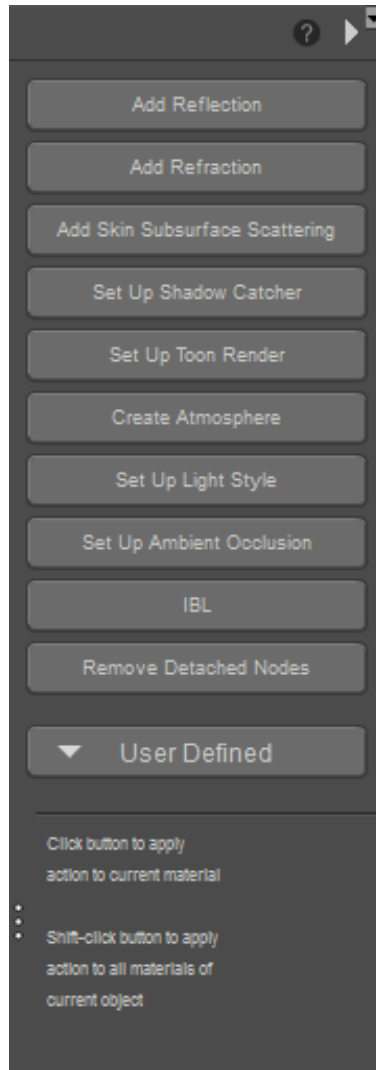 ?
Add Reflection
Add Refraction
Add Skin Subsurface Scattering
Set Up Shadow Catcher
Set Up Toon Render
Create Atmosphere
Set Up Light Style
Set Up Ambient Occlusion
IBL
Remove Detached Nodes
User Defined
Click button to apply
action to current material
Shift-click button to apply
action to all materials of
current object